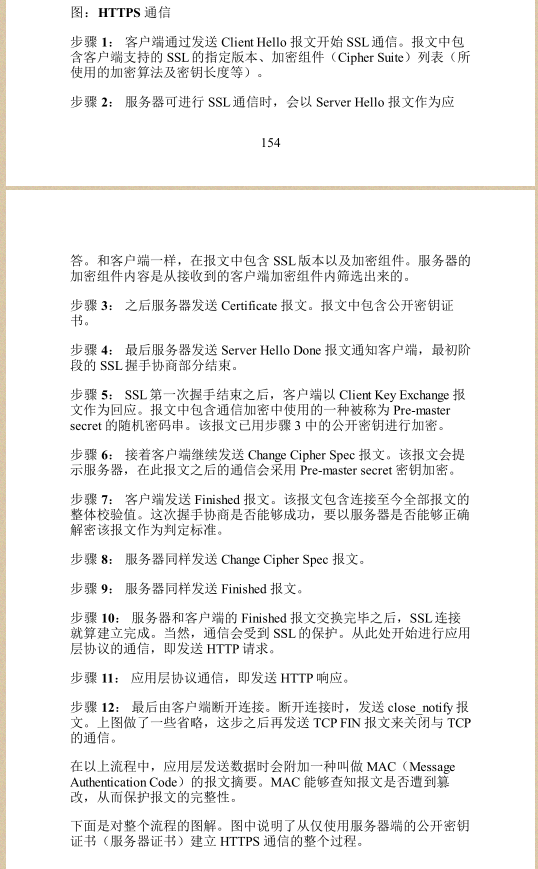 图：HTTPS 通信
步骤 1： 客户端通过发送 Client Hello 报文开始 SSL 通信。报文中包
含客户端支持的 SSL 的指定版本、加密组件（Cipher Suite）列表（所
使用的加密算法及密钥长度等）。
步骤 2： 服务器可进行 SSL 通信时，会以 Server Hello 报文作为应
154
答。和客户端一样，在报文中包含 SSL 版本以及加密组件。服务器的
加密组件内容是从接收到的客户端加密组件内筛选出来的。
步骤 3： 之后服务器发送 Certificate 报文。报文中包含公开密钥证
书。
步骤 4： 最后服务器发送 Server Hello Done 报文通知客户端，最初阶
段的 SSL 握手协商部分结束。
步骤 5： SSL 第一次握手结束之后，客户端以 Client Key Exchange 报
文作为回应。报文中包含通信加密中使用的一种被称为 Pre-master
secret 的随机密码串。该报文已用步骤 3 中的公开密钥进行加密。
步骤 6： 接着客户端继续发送 Change Cipher Spec 报文。该报文会提
示服务器，在此报文之后的通信会采用 Pre-master secret 密钥加密。
步骤 7： 客户端发送 Finished 报文。该报文包含连接至今全部报文的
整体校验值。这次握手协商是否能够成功，要以服务器是否能够正确
解密该报文作为判定标准。
步骤 8： 服务器同样发送 Change Cipher Spec 报文。
步骤 9： 服务器同样发送 Finished 报文。
步骤 10： 服务器和客户端的 Finished 报文交换完毕之后，SSL 连接
就算建立完成。当然，通信会受到 SSL 的保护。从此处开始进行应用
层协议的通信，即发送 HTTP 请求。
步骤 11： 应用层协议通信，即发送 HTTP 响应。
步骤 12： 最后由客户端断开连接。断开连接时，发送 close_notify 报
文。上图做了一些省略，这步之后再发送 TCP FIN 报文来关闭与 TCP
的通信。
在以上流程中，应用层发送数据时会附加一种叫做 MAC（Message
Authentication Code）的报文摘要。MAC 能够查知报文是否遭到篡
改，从而保护报文的完整性。
下面是对整个流程的图解。图中说明了从仅使用服务器端的公开密钥
证书（服务器证书）建立 HTTPS 通信的整个过程。